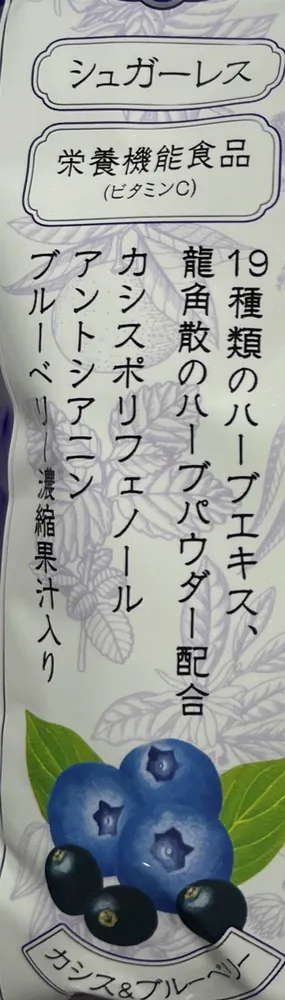 シュガーレス
栄養機能食品
(ビタミンC)
19種類のハーブエキス、
龍角散のハーブパウダー配合
カシスポリフェノール
アントシアニン
ブルーベリー濃縮果汁入り
カシス&ブルーベリー